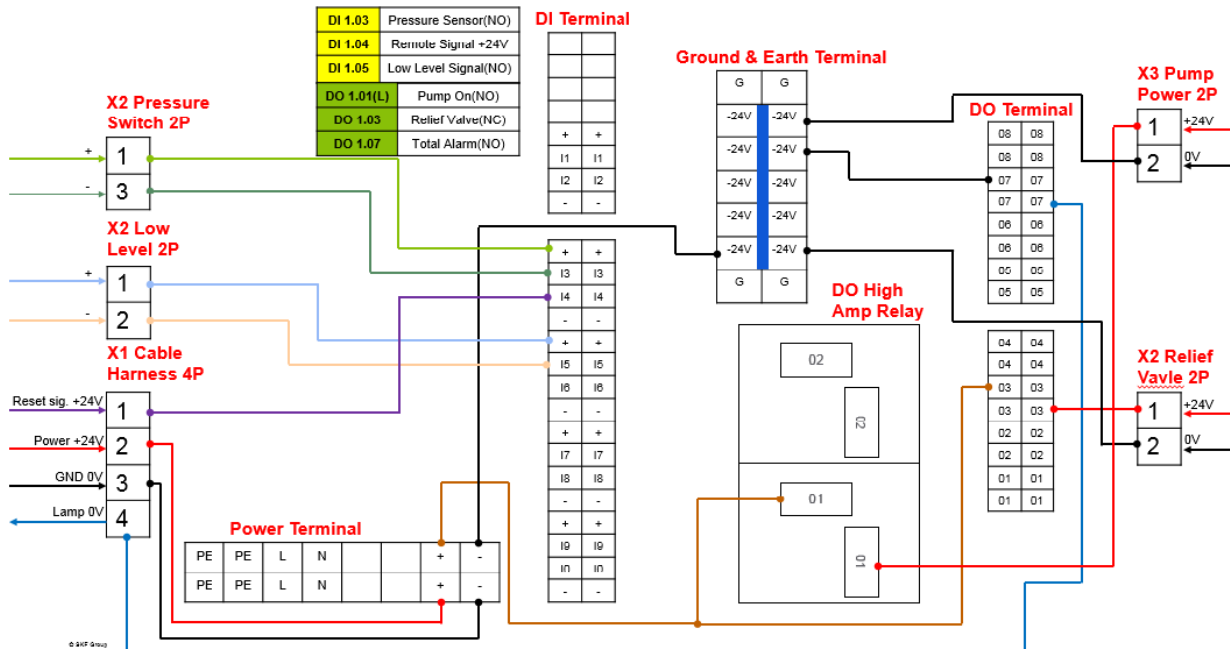 DI 1.03 Pressure Sensor(NO)
DI 1.04 Remote Signal +24V
DI 1.05 Low Level Signal(NO)
DO 1.01(L) Pump On(NO)
DO 1.03 Relief Valve(NC)
DO 1.07 Total Alarm(NO)
DI Terminal
+ +
I1 I1
I2 I2
- -
+ +
I3 I3
I4 I4
- -
+ +
I5 I5
I6 I6
- -
+ +
I7 I7
I8 I8
- -
+ +
I9 I9
In In
- -
Ground & Earth Terminal
G G
-24V -24V
-24V -24V
-24V -24V
-24V -24V
-24V -24V
G G
X3 Pump
Power 2P
1 +24V
2 0V
DO Terminal
08 08
08 08
07 07
07 07
06 06
06 06
05 05
05 05
04 04
04 04
03 03
03 03
02 02
02 02
01 01
01 01
X2 Pressure
Switch 2P
+ 1
- 3
X2 Low
Level 2P
+ 1
- 2
X1 Cable
Harness 4P
Reset sig. +24V 1
Power +24V 2
GND 0V 3
Lamp 0V 4
DO High
Amp Relay
02
02
01
01
X2 Relief
Vavle 2P
1 +24V
2 0V
Power Terminal
PE PE L N + -
PE PE L N + -
© SKF Group